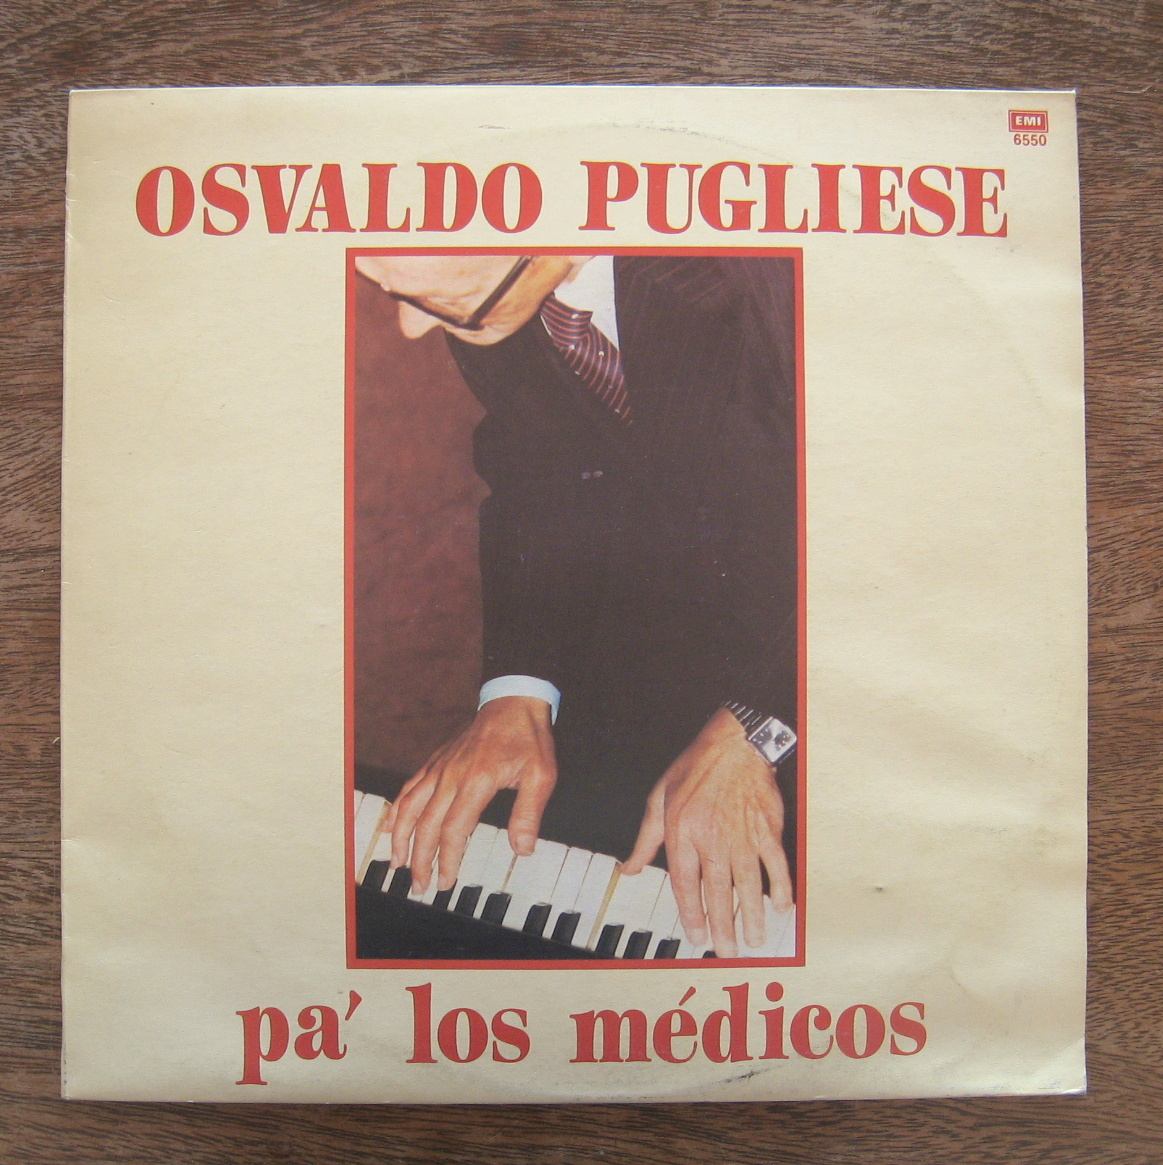 EMI
6550
OSVALDO PUGLIESE
pa' los médicos